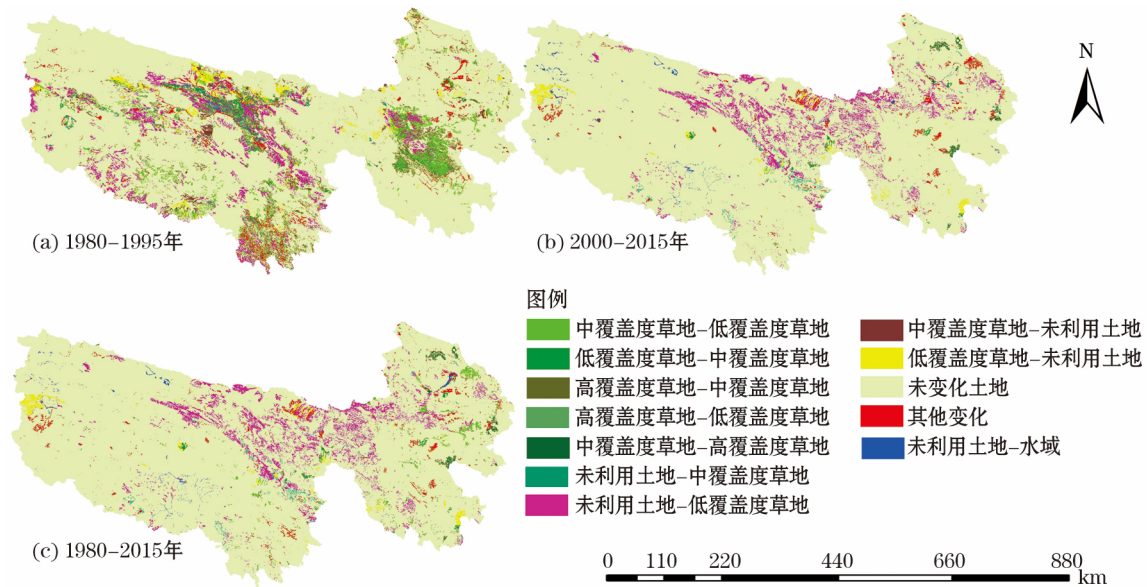 N
(a) 1980–1995年
(b) 2000–2015年
(c) 1980–2015年
图例
中覆盖度草地–低覆盖度草地
低覆盖度草地–中覆盖度草地
高覆盖度草地–中覆盖度草地
高覆盖度草地–低覆盖度草地
中覆盖度草地–高覆盖度草地
未利用土地–中覆盖度草地
未利用土地–低覆盖度草地
中覆盖度草地–未利用土地
低覆盖度草地–未利用土地
未变化土地
其他变化
未利用土地–水域
0 110 220 440 660 880
km